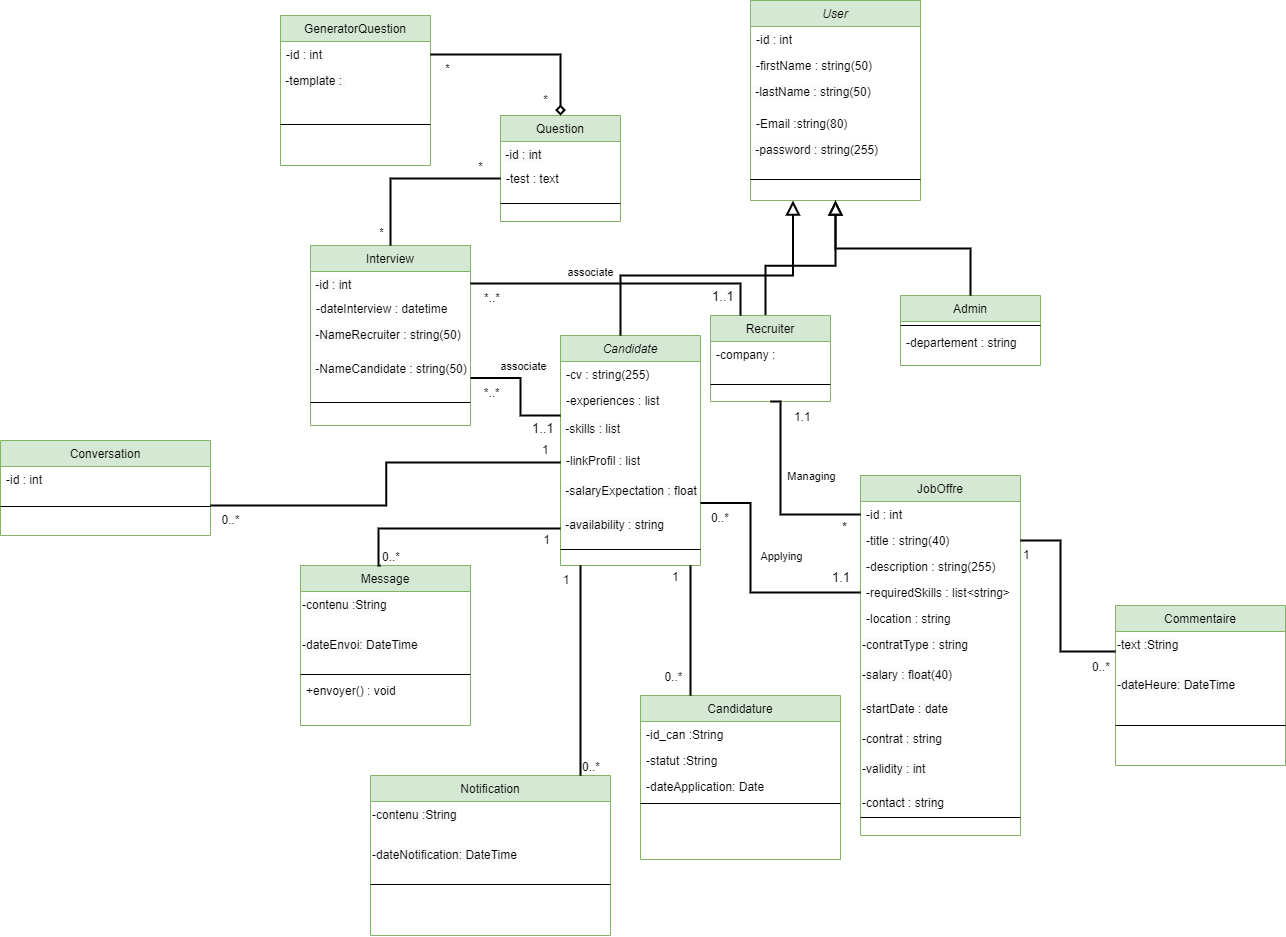 GeneratorQuestion
-id : int
-template :
*
*
User
-id : int
-firstName : string(50)
-lastName : string(50)
-Email :string(80)
-password : string(255)
Question
-id : int
-test : text
*
*
Interview
-id : int
-dateInterview : datetime
-NameRecruiter : string(50)
-NameCandidate : string(50)
associate
*..*
1..1
associate
*..*
1..1
Recruiter
-company :
1.1
Admin
-departement : string
Candidate
-cv : string(255)
-experiences : list
-skills : list
-linkProfil : list
-salaryExpectation : float
-availability : string
Conversation
-id : int
0..*
1
Managing
*
0..*
Applying
1.1
1
0..*
Message
-contenu :String
-dateEnvoi: DateTime
+envoyer() : void
1
1
0..*
0..*
JobOffre
-id : int
-title : string(40)
-description : string(255)
-requiredSkills : list<string>
-location : string
-contratType : string
-salary : float(40)
-startDate : date
-contrat : string
-validity : int
-contact : string
1
0..*
Commentaire
-text :String
-dateHeure: DateTime
Candidature
-id_can :String
-statut :String
-dateApplication: Date
Notification
-contenu :String
-dateNotification: DateTime